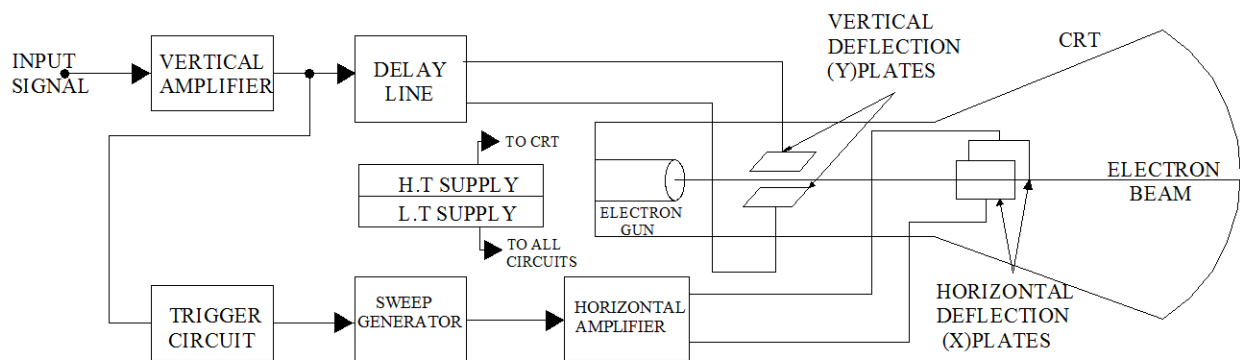 INPUT
SIGNAL
VERTICAL
AMPLIFIER
DELAY
LINE
VERTICAL
DEFLECTION
(Y)PLATES
CRT
TO CRT
H.T SUPPLY
L.T SUPPLY
TO ALL
CIRCUITS
ELECTRON
GUN
ELECTRON
BEAM
TRIGGER
CIRCUIT
SWEEP
GENERATOR
HORIZONTAL
AMPLIFIER
HORIZONTAL
DEFLECTION
(X)PLATES